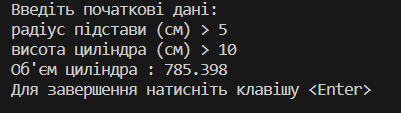 Введіть початкові дані:
радіус підстави (см) > 5
висота циліндра (см) > 10
Об'єм циліндра : 785.398
Для завершення натисніть клавішу <Enter>